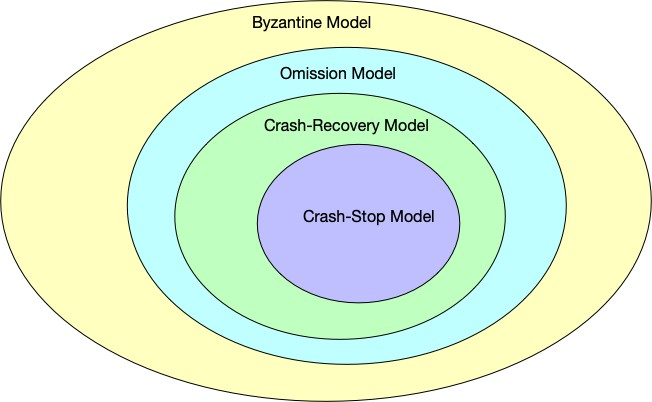 Byzantine Model
Omission Model
Crash-Recovery Model
Crash-Stop Model